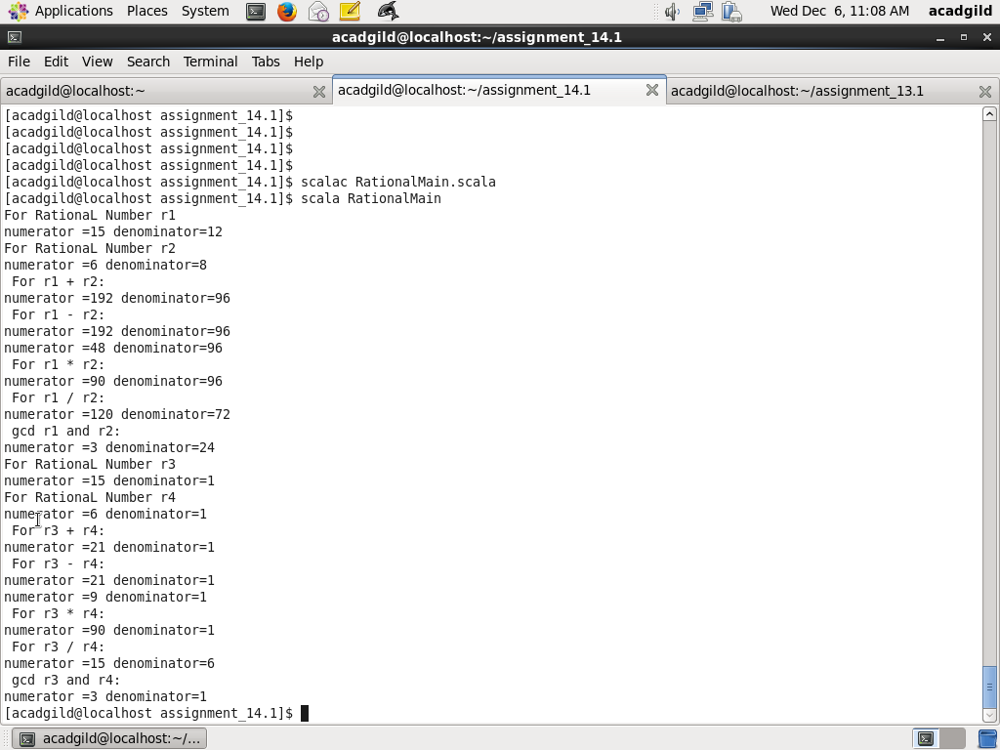 Applications Places System Wed Dec 6, 11:08 AM acadgild
acadgild@localhost:~/assignment_14.1
File Edit View Search Terminal Tabs Help
acadgild@localhost:~ acadgild@localhost:~/assignment_14.1 acadgild@localhost:~/assignment_13.1
[acadgild@localhost assignment_14.1]$
[acadgild@localhost assignment_14.1]$
[acadgild@localhost assignment_14.1]$
[acadgild@localhost assignment_14.1]$
[acadgild@localhost assignment_14.1]$ scalac RationalMain.scala
[acadgild@localhost assignment_14.1]$ scala RationalMain
For RationaL Number r1
numerator =15 denominator=12
For RationaL Number r2
numerator =6 denominator=8
 For r1 + r2:
numerator =192 denominator=96
 For r1 - r2:
numerator =192 denominator=96
numerator =48 denominator=96
 For r1 * r2:
numerator =90 denominator=96
 For r1 / r2:
numerator =120 denominator=72
 gcd r1 and r2:
numerator =3 denominator=24
For RationaL Number r3
numerator =15 denominator=1
For RationaL Number r4
numerator =6 denominator=1
 For r3 + r4:
numerator =21 denominator=1
 For r3 - r4:
numerator =21 denominator=1
numerator =9 denominator=1
 For r3 * r4:
numerator =90 denominator=1
 For r3 / r4:
numerator =15 denominator=6
 gcd r3 and r4:
numerator =3 denominator=1
[acadgild@localhost assignment_14.1]$
acadgild@localhost:~/...